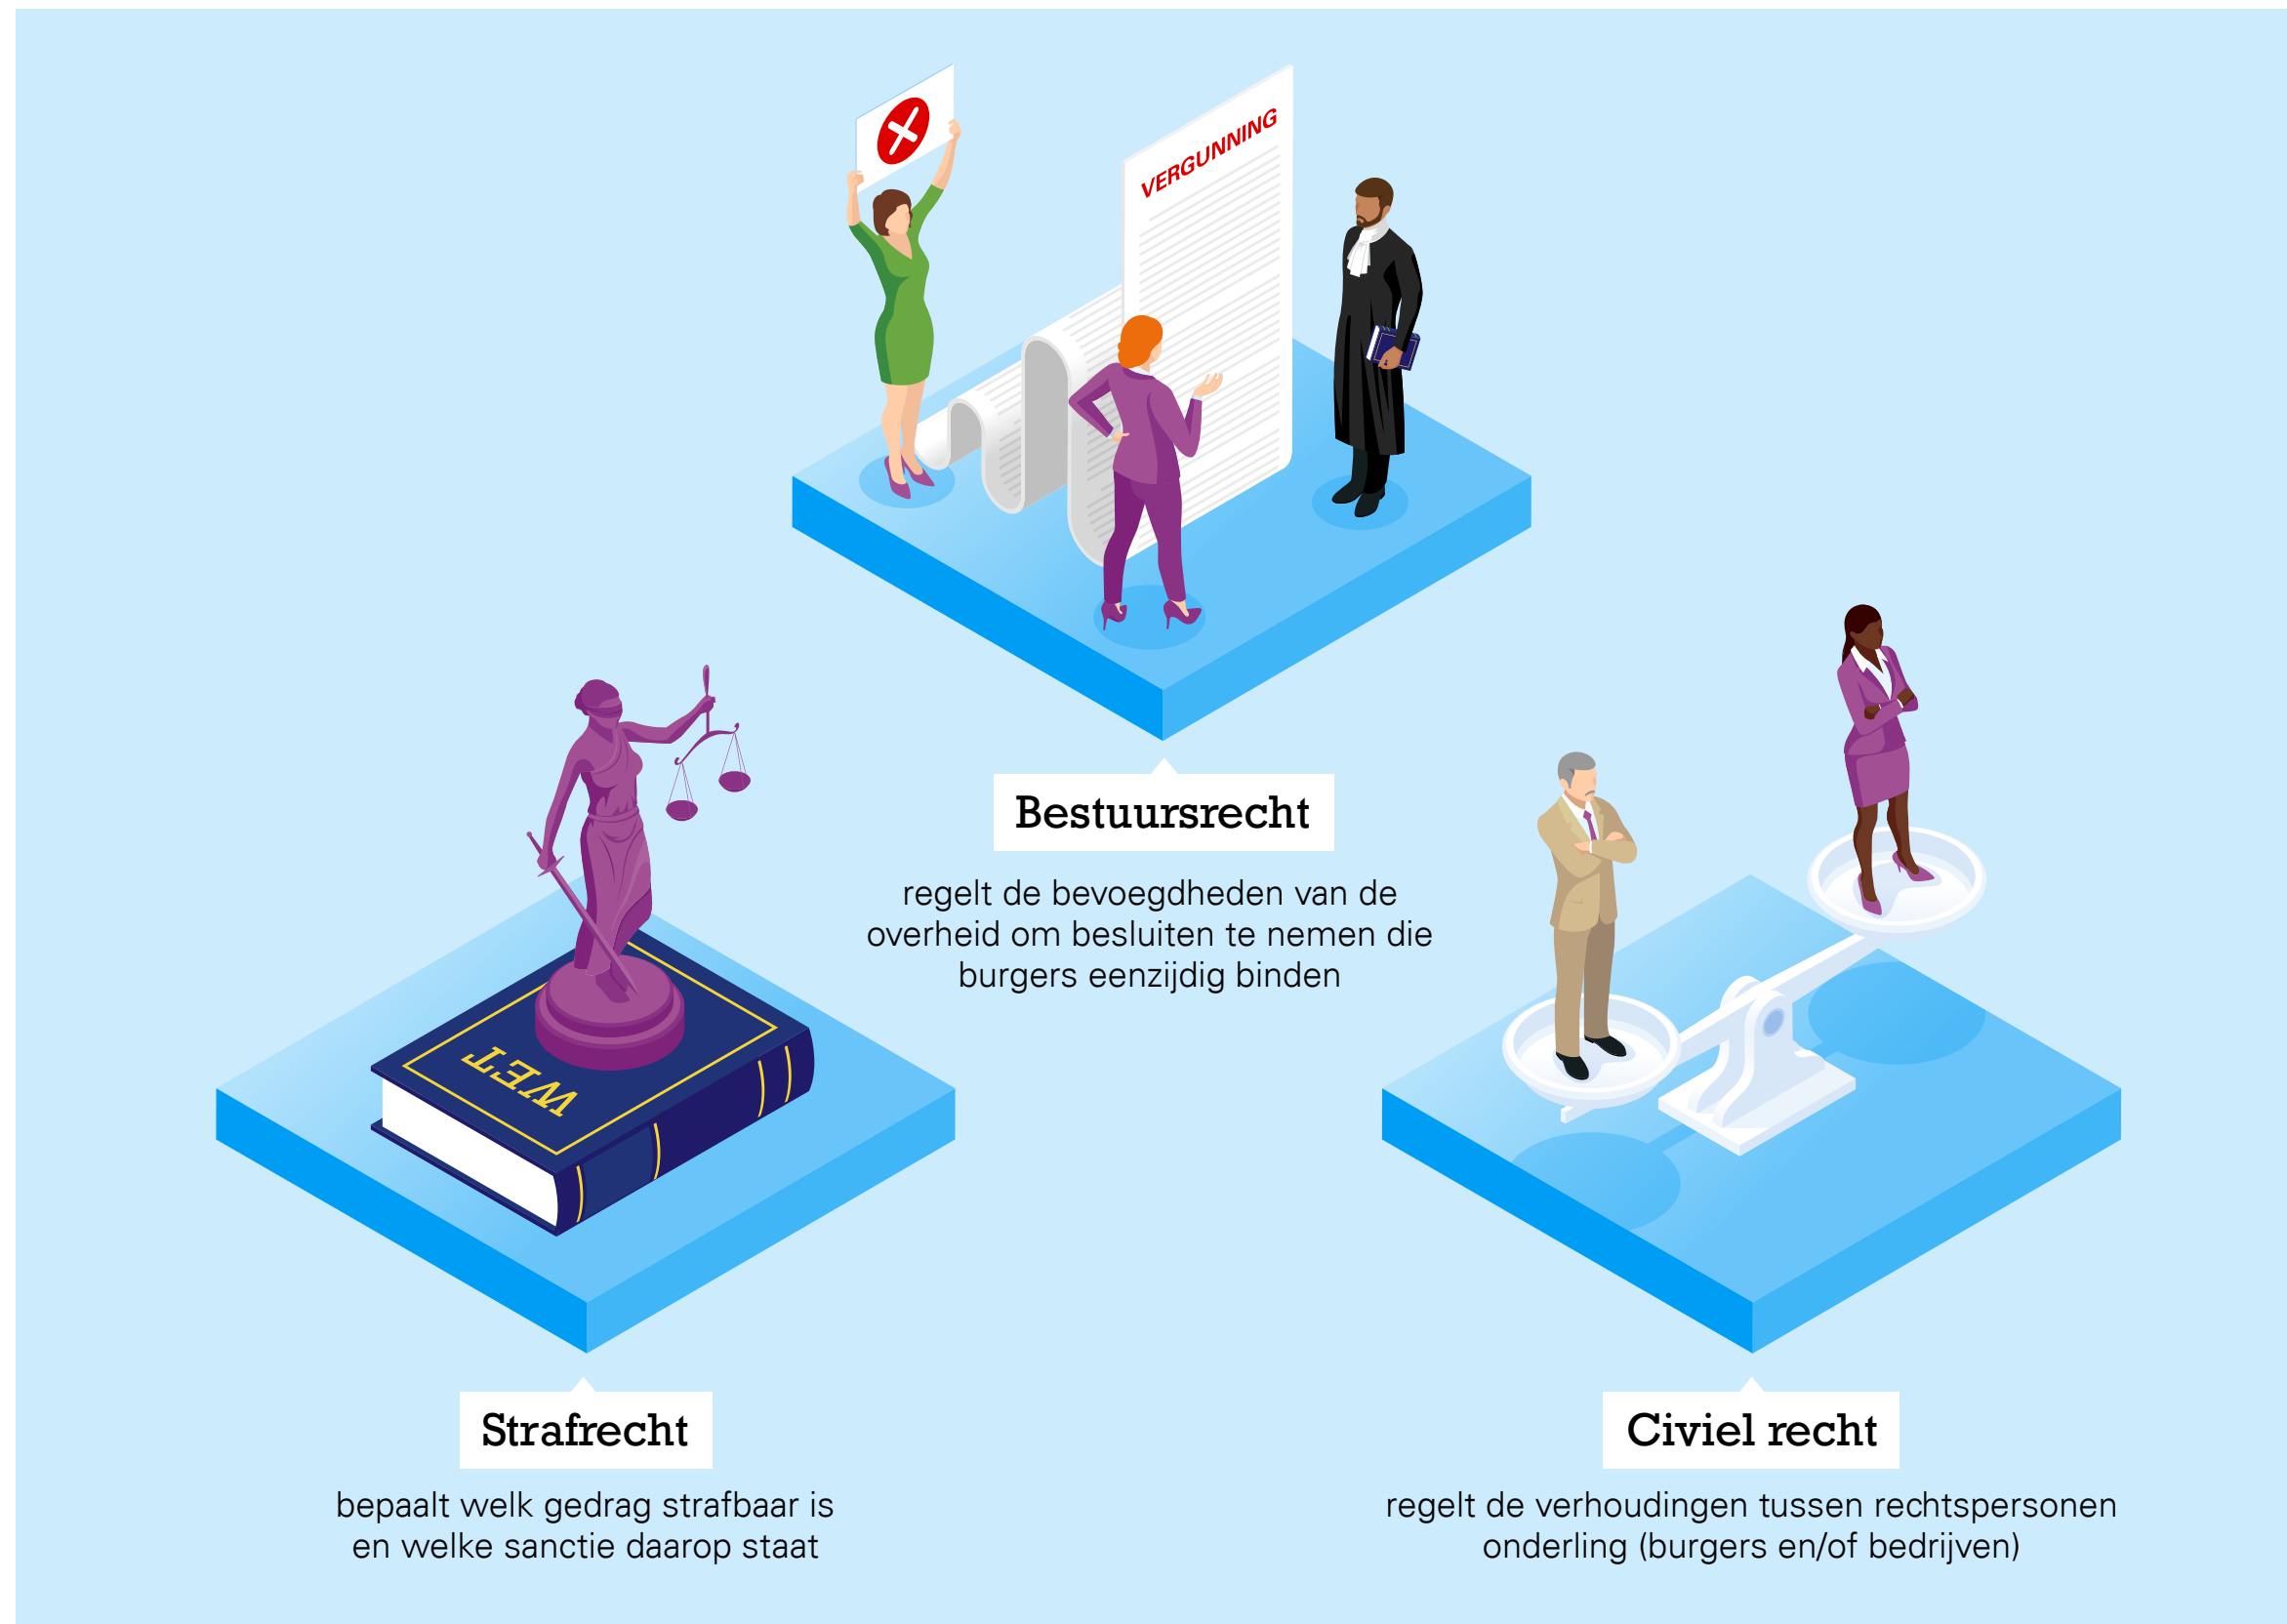 VERGUNNING
Bestuursrecht
regelt de bevoegdheden van de
overheid om besluiten te nemen die
burgers eenzijdig binden
WET
Strafrecht
bepaalt welk gedrag strafbaar is
en welke sanctie daarop staat
Civiel recht
regelt de verhoudingen tussen rechtspersonen
onderling (burgers en/of bedrijven)